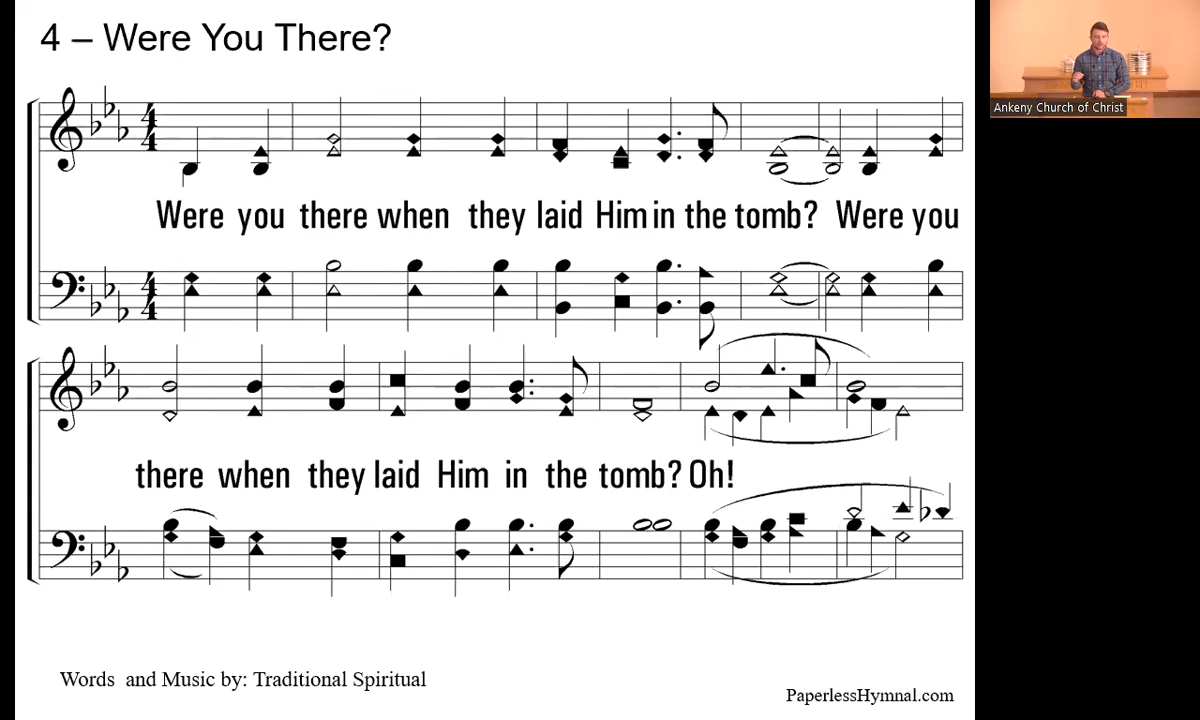 4 – Were You There?
Ankeny Church of Christ
Were you there when they laid Him in the tomb? Were you
there when they laid Him in the tomb? Oh!
Words and Music by: Traditional Spiritual
PaperlessHymnal.com